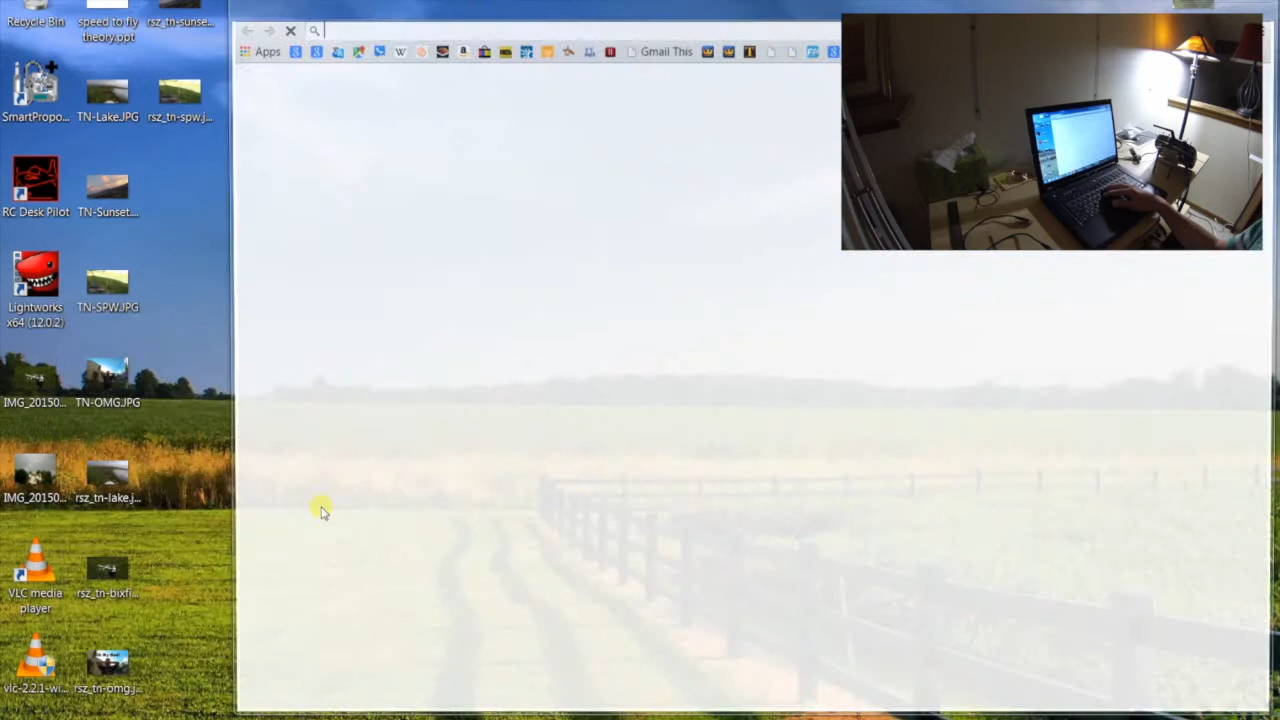 Recycle Bin
speed to fly
theory.ppt
rsz_tn-sunse...
Apps
Gmail This
SmartPropo...
TN-Lake.JPG
rsz_tn-spw.j...
RC Desk Pilot
TN-Sunset....
Lightworks
x64 (12.0.2)
TN-SPW.JPG
IMG_20150...
TN-OMG.JPG
IMG_20150...
rsz_tn-lake.j...
VLC media
player
rsz_tn-bixfi...
vlc-2.2.1-wi...
rsz_tn-omg.j...